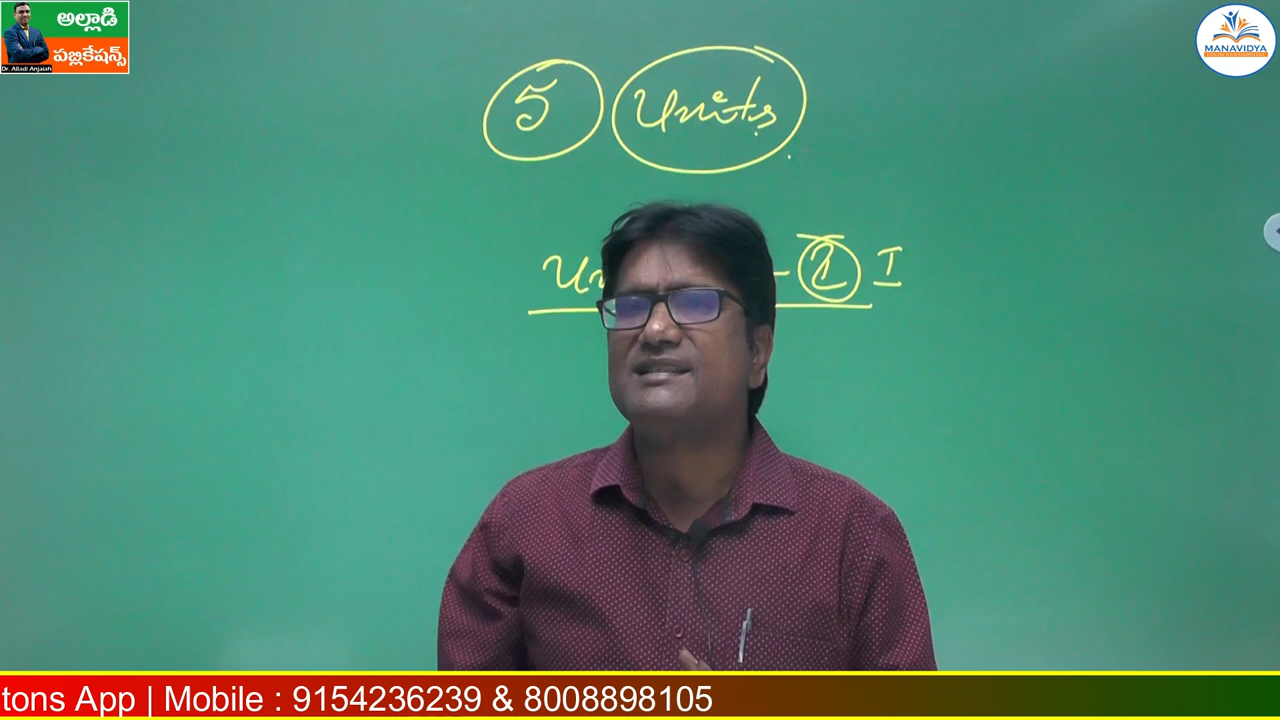 అల్లాడి
పబ్లికేషన్స్
Dr. Alladi Anjaiah
MANAVIDYA
5 Units
I
tons App | Mobile : 9154236239 & 8008898105